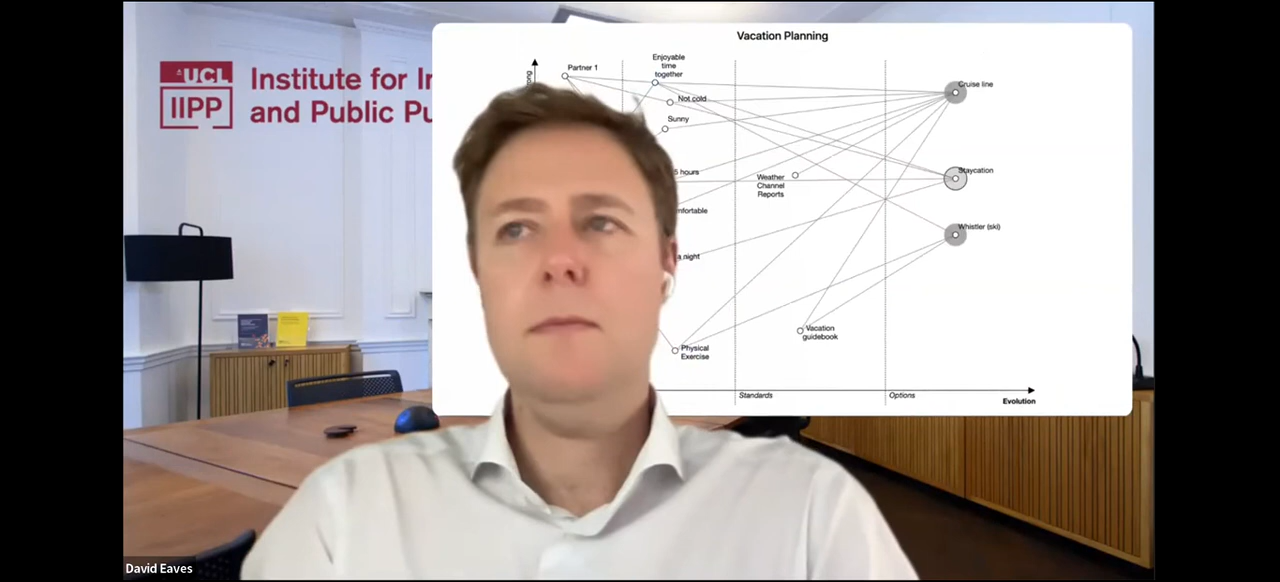 UCL
IIPP
Institute for In
and Public Pu
Vacation Planning
Partner 1
Enjoyable
time
together
Not cold
Sunny
5 hours
mfortable
a night
Physical
Exercise
Weather
Channel
Reports
Vacation
guidebook
Cruise line
Staycation
Whistler (ski)
Standards
Options
Evolution
David Eaves